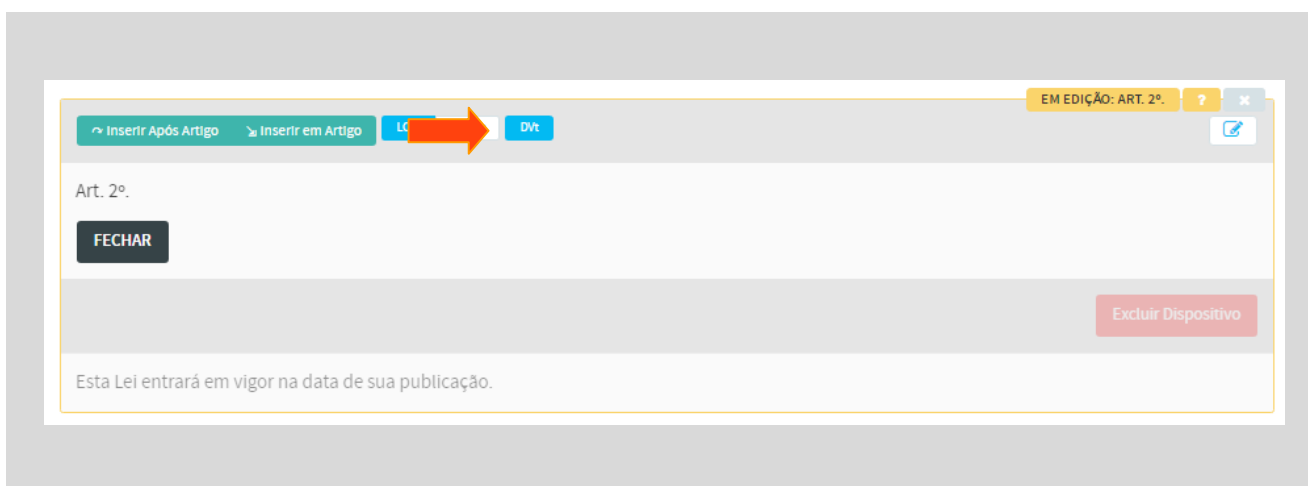 EM EDIÇÃO: ART. 2º. ? ×
Inserir Após Artigo Inserir em Artigo DVt
Art. 2º.
FECHAR
Excluir Dispositivo
Esta Lei entrará em vigor na data de sua publicação.